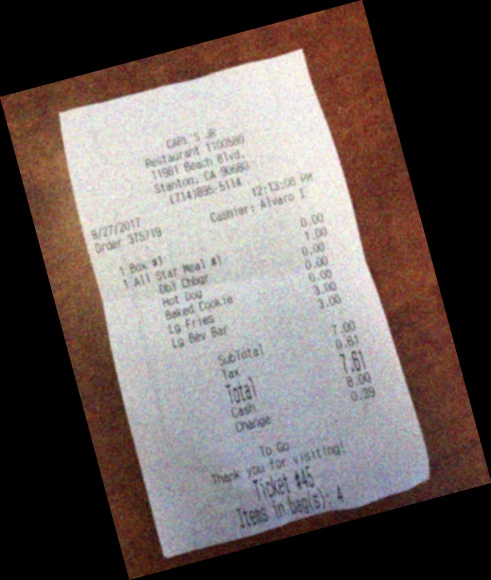 CARL'S JR
Restaurant 1100580
11981 Beach Blvd.
Stanton, CA 90680
(714)895-5114
9/27/2017 12:13:06 PM
Order 375719 Cashier: Alvaro I
1 Box #1 0.00
1 All Star Meal #1 1.00
Dbl Chbgr 0.00
Hot Dog 0.00
Baked Cookie 0.00
Lg Fries 3.00
Lg Bev Bar 3.00
SubTotal 7.00
Tax 0.61
Total 7.61
Cash 8.00
Change 0.39
To Go
Thank you for visiting!
Ticket #45
Items in bag(s): 4